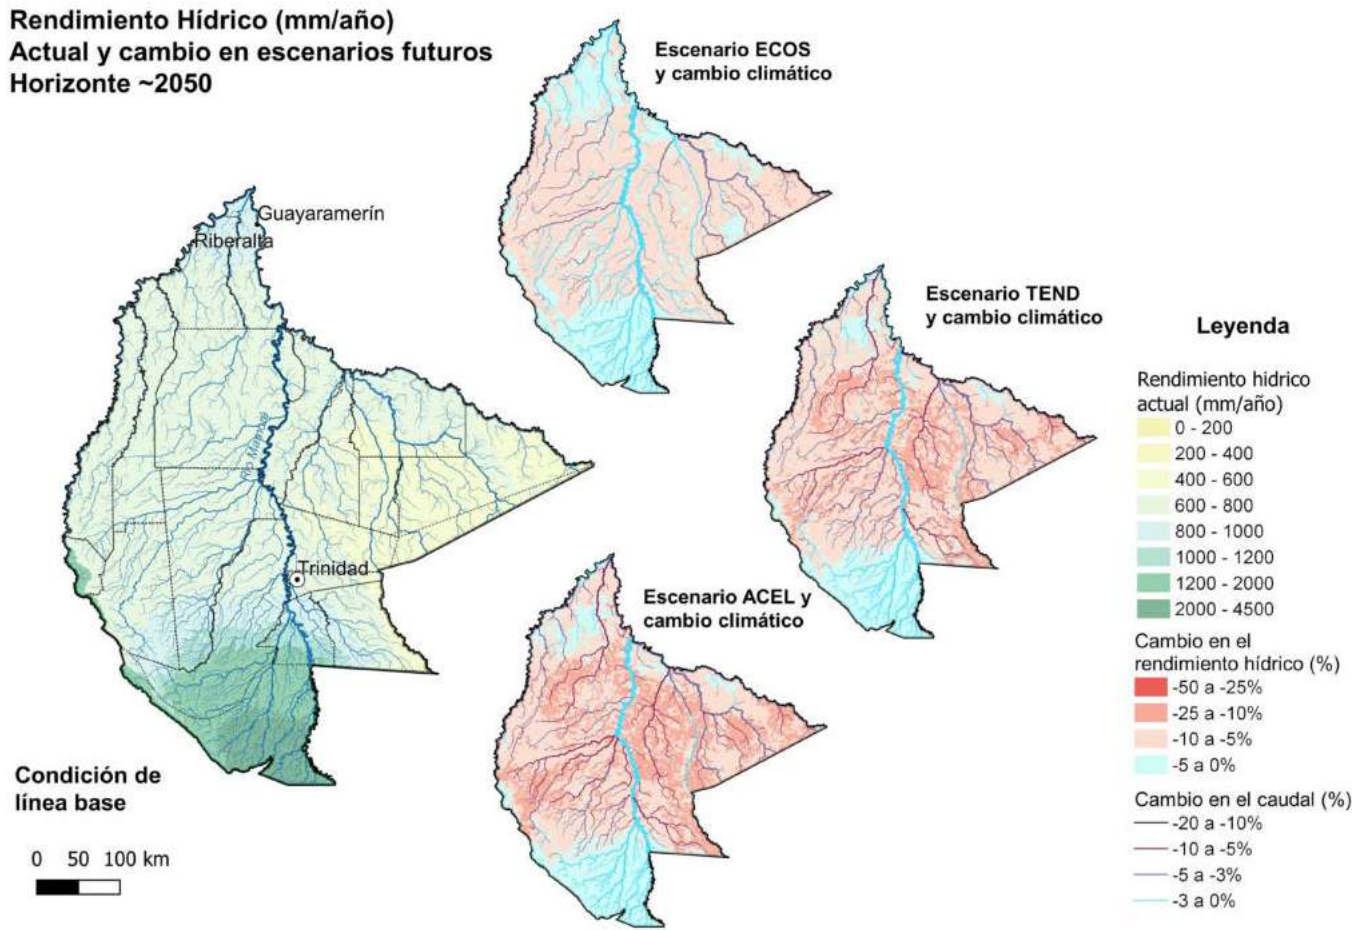 Rendimiento Hídrico (mm/año)
Actual y cambio en escenarios futuros
Horizonte ~2050
Escenario ECOS
y cambio climático
Guayaramerín
Riberalta
Río Mamoré
Trinidad
Condición de
línea base
0 50 100 km
Escenario TEND
y cambio climático
Escenario ACEL y
cambio climático
Leyenda
Rendimiento hidrico
actual (mm/año)
0 - 200
200 - 400
400 - 600
600 - 800
800 - 1000
1000 - 1200
1200 - 2000
2000 - 4500
Cambio en el
rendimiento hídrico (%)
-50 a -25%
-25 a -10%
-10 a -5%
-5 a 0%
Cambio en el caudal (%)
-20 a -10%
-10 a -5%
-5 a -3%
-3 a 0%